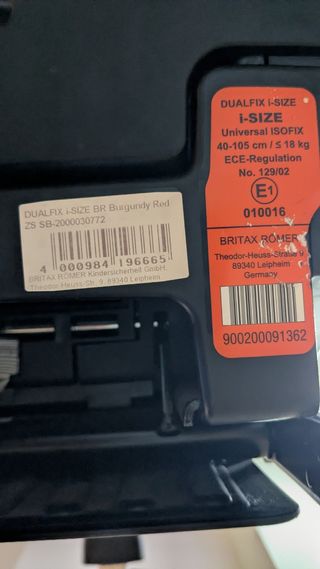 DUALFIX i-SIZE BR Burgundy Red
ZS SB-2000030772
4 000984 196665
BRITAX RÖMER Kindersicherheit GmbH,
Theodor-Heuss-Str. 9, 89340 Leipheim
DUALFIX i-SIZE
i-SIZE
Universal ISOFIX
40-105 cm / ≤ 18 kg
ECE-Regulation
No. 129/02
E1
010016
BRITAX RÖMER
Theodor-Heuss-Straße 9
89340 Leipheim
Germany
900200091362